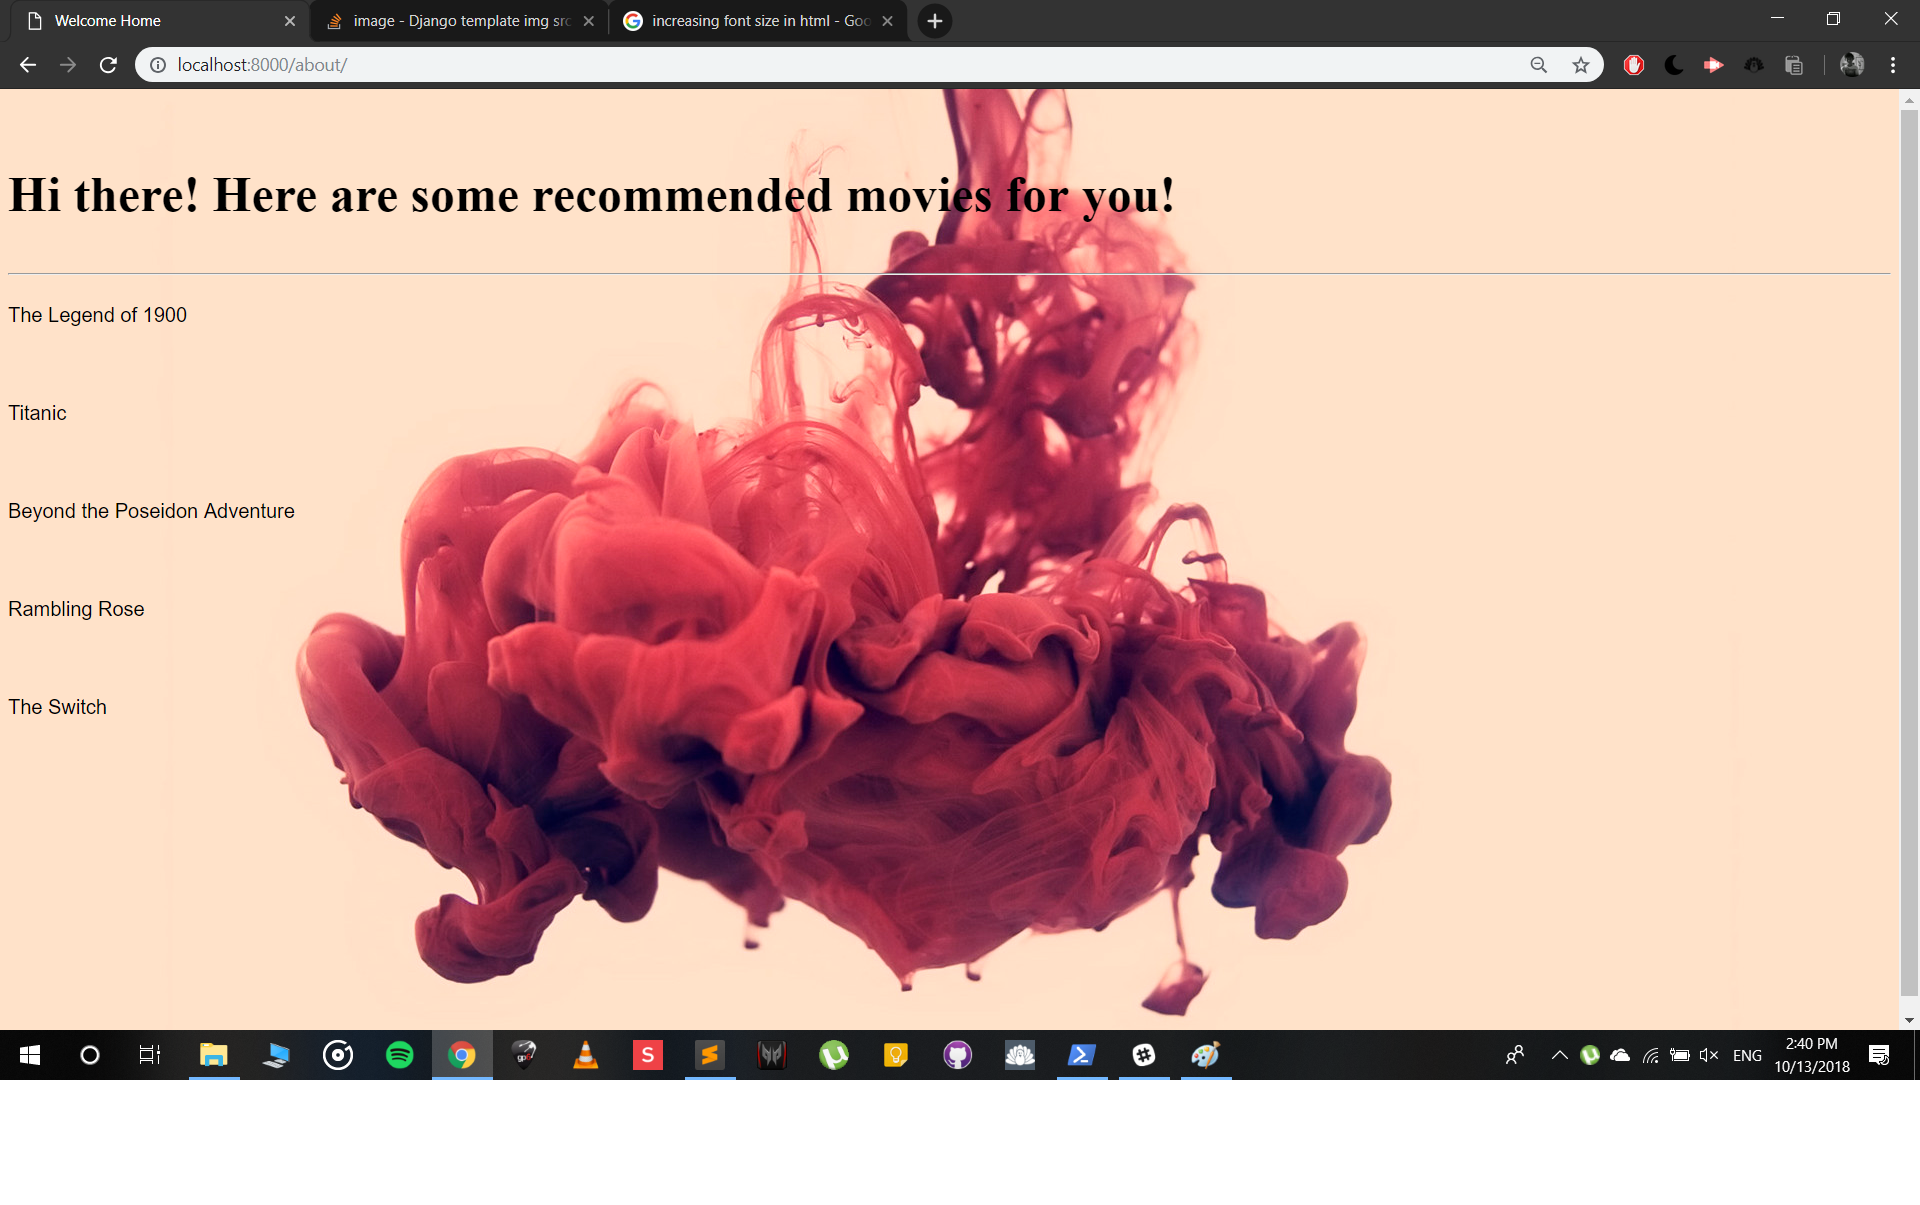 Welcome Home
image - Django template img src
increasing font size in html - Goo
localhost:8000/about/
Hi there! Here are some recommended movies for you!
The Legend of 1900
Titanic
Beyond the Poseidon Adventure
Rambling Rose
The Switch
S
ENG
2:40 PM
10/13/2018